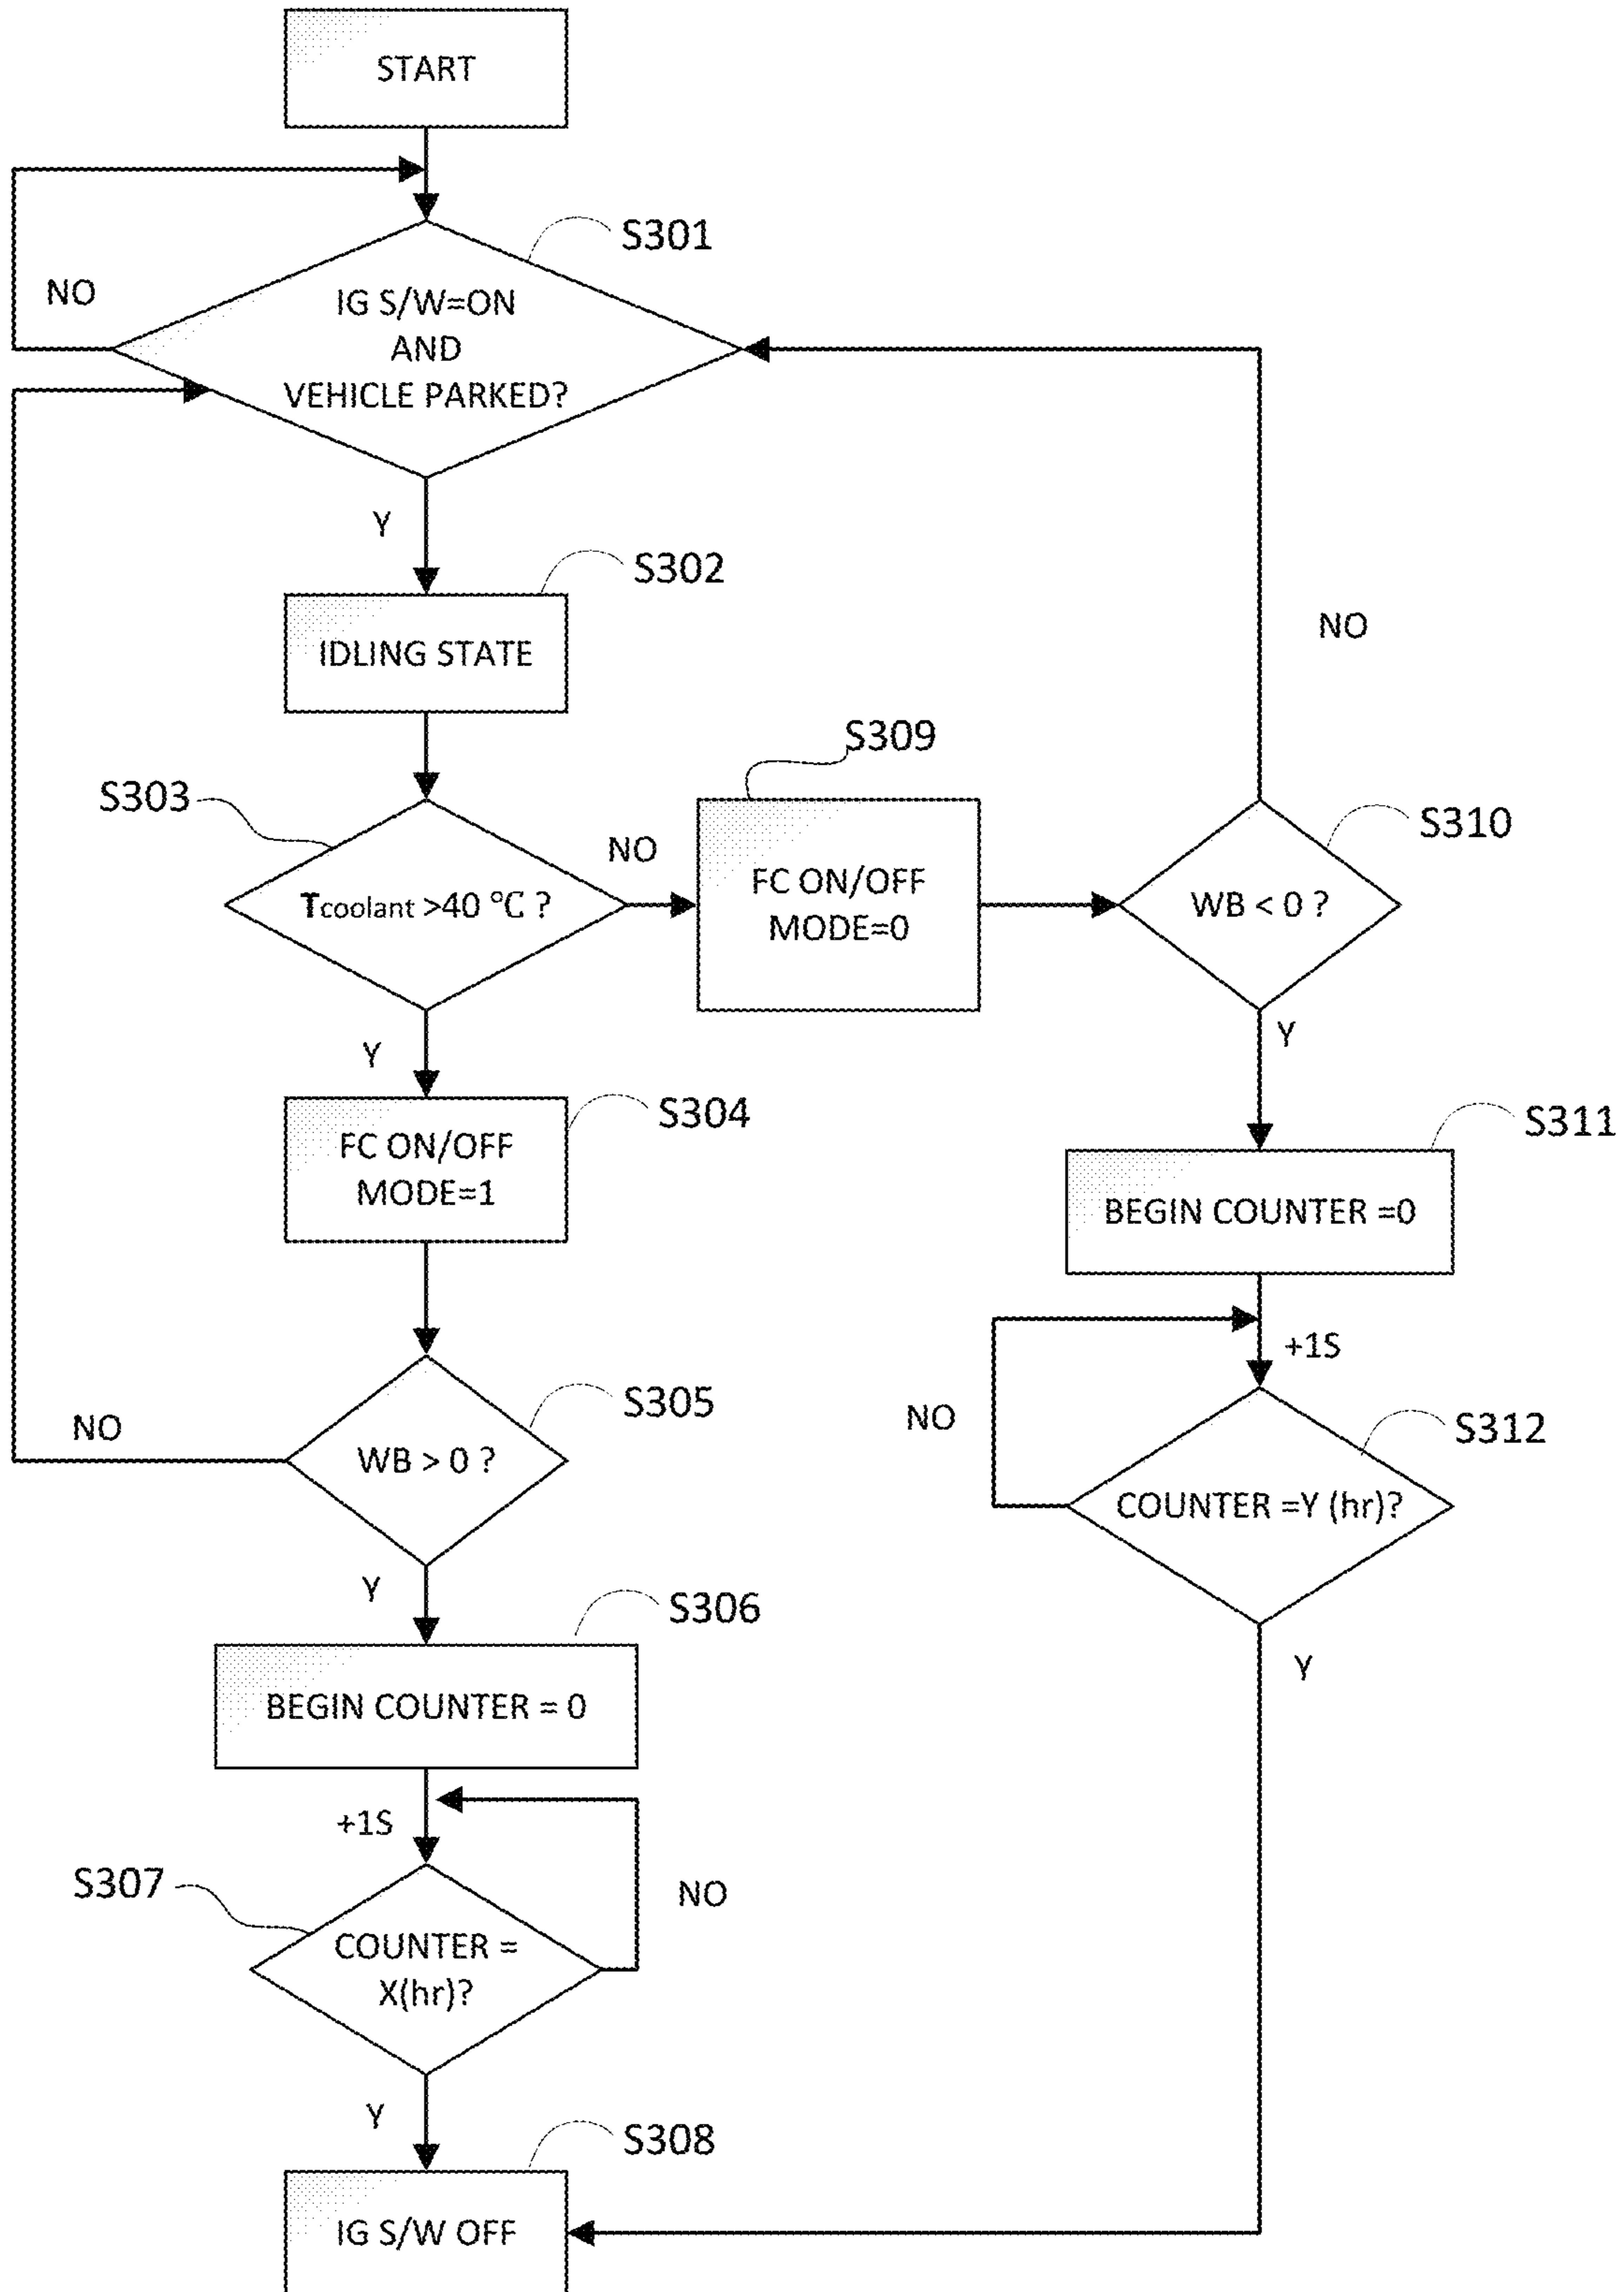 START
S301
NO
IG S/W=ON
AND
VEHICLE PARKED?
Y
S302
NO
IDLING STATE
S309
S303
NO
S310
Tcoolant >40 °C ?
FC ON/OFF
MODE=0
WB < 0 ?
Y
Y
S304
S311
FC ON/OFF
MODE=1
BEGIN COUNTER =0
+1S
S305
NO
NO
S312
WB > 0 ?
COUNTER =Y (hr)?
Y
S306
Y
BEGIN COUNTER = 0
+1S
S307
NO
COUNTER =
X(hr)?
Y
S308
IG S/W OFF